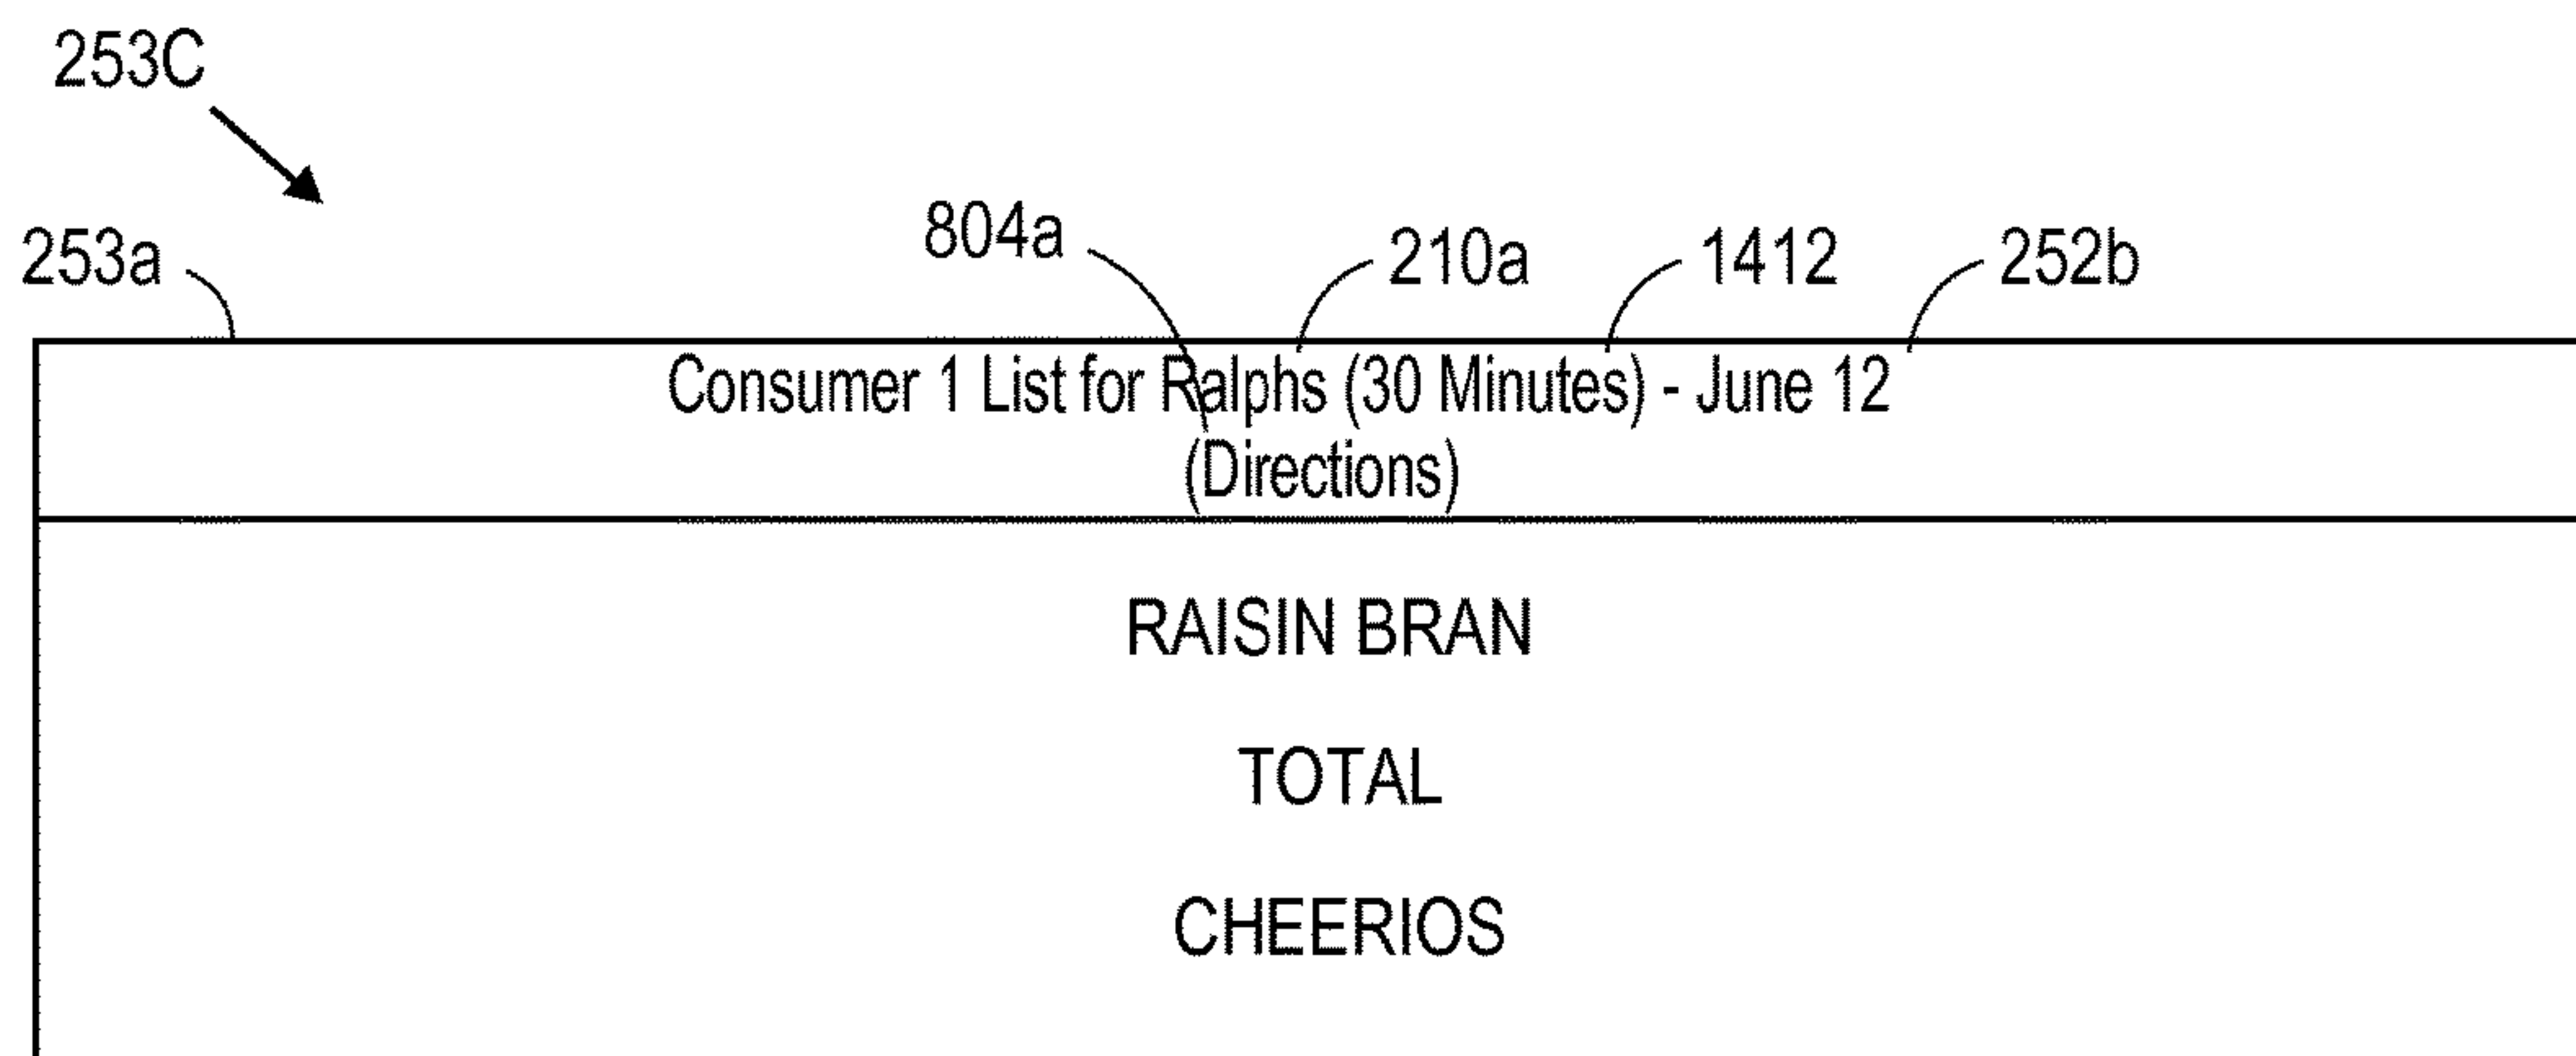 253C
253a 804a 210a 1412 252b
Consumer 1 List for Ralphs (30 Minutes) - June 12
(Directions)
RAISIN BRAN
TOTAL
CHEERIOS